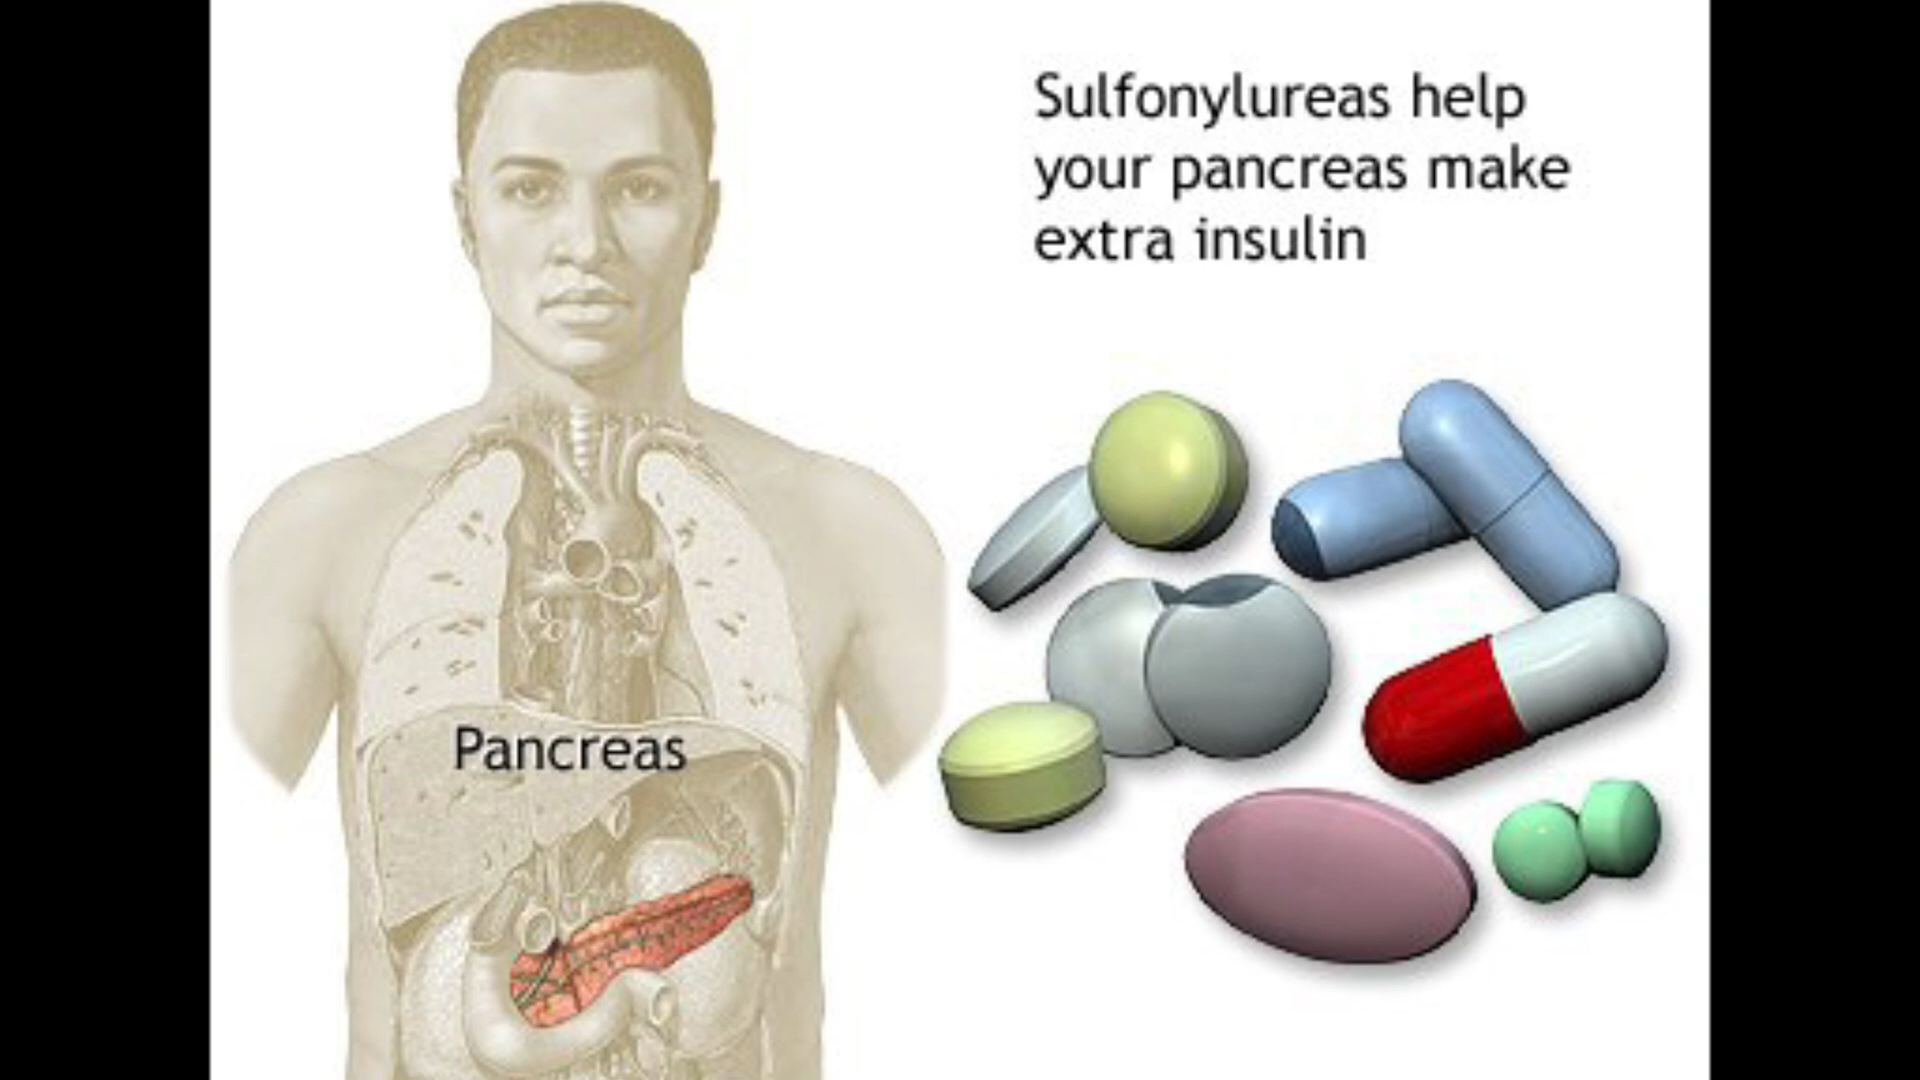 Sulfonylureas help
your pancreas make
extra insulin
Pancreas